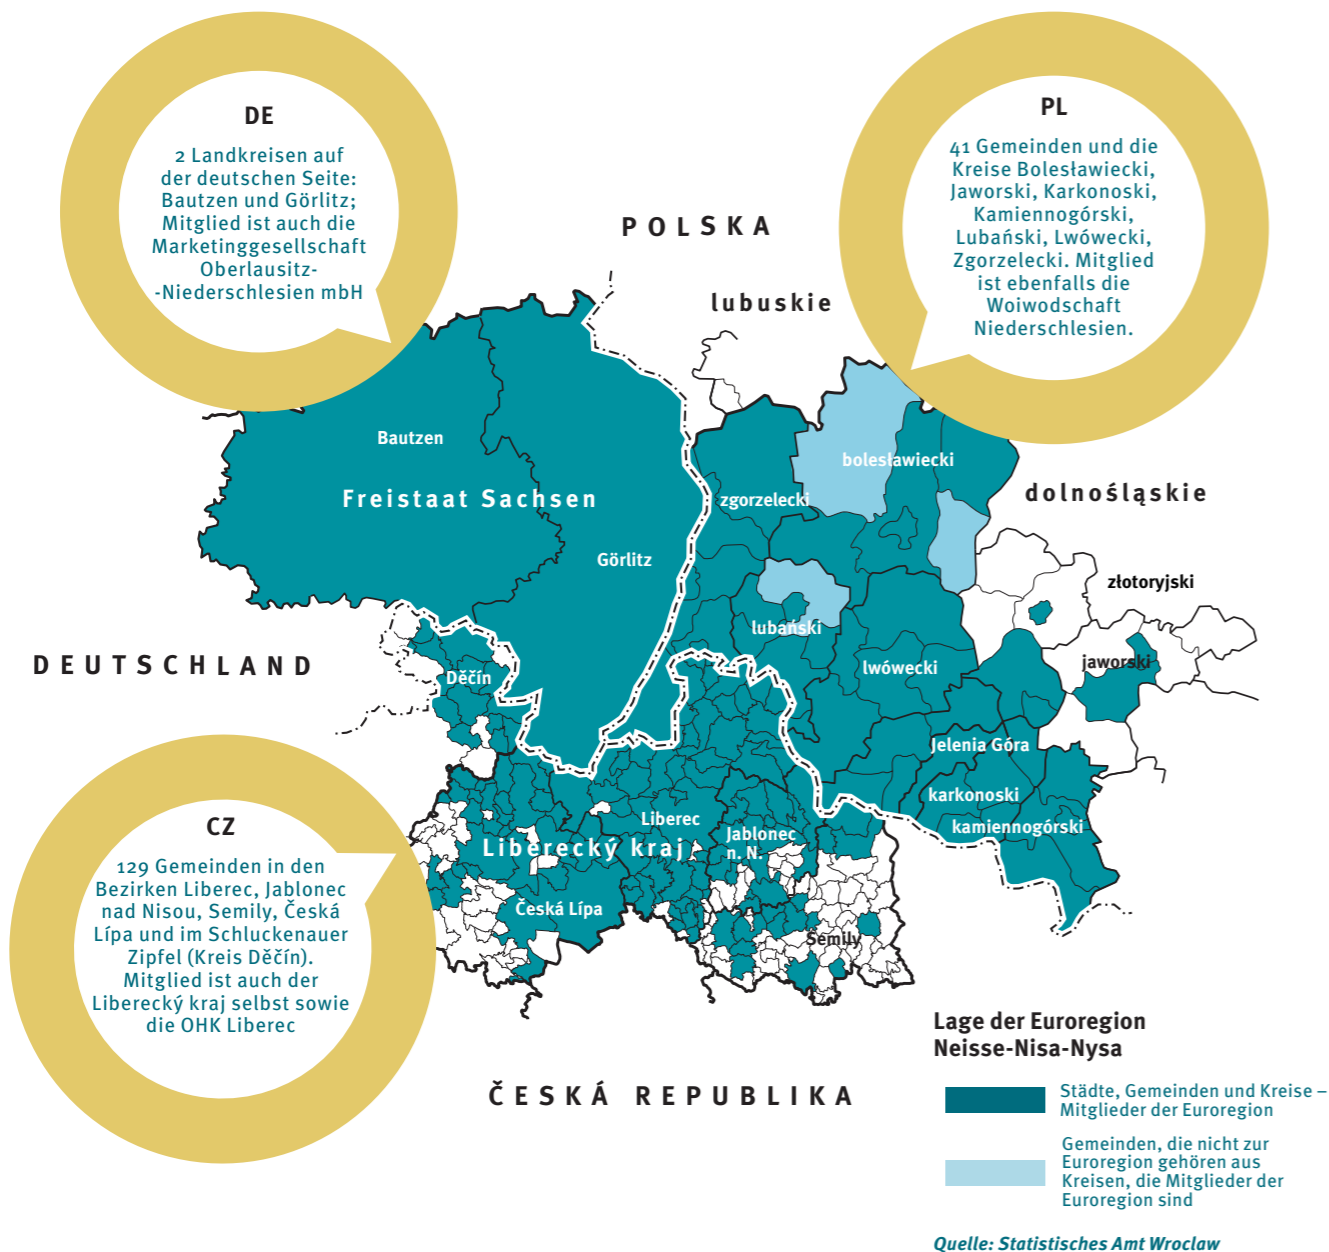 DE
2 Landkreisen auf
der deutschen Seite:
Bautzen und Görlitz;
Mitglied ist auch die
Marketinggesellschaft
Oberlausitz-
-Niederschlesien mbH
PL
41 Gemeinden und die
Kreise Bolesławiecki,
Jaworski, Karkonoski,
Kamiennogórski,
Lubański, Lwówecki,
Zgorzelecki. Mitglied
ist ebenfalls die
Woiwodschaft
Niederschlesien.
POLSKA
lubuskie
Bautzen
bolesławiecki
Freistaat Sachsen
zgorzelecki
dolnośląskie
Görlitz
złotoryjski
lubański
DEUTSCHLAND
Děčín
lwówecki
jaworski
Jelenia Góra
karkonoski
kamiennogórski
Liberec
Jablonec
n. N.
Liberecký kraj
Česká Lípa
Semily
CZ
129 Gemeinden in den
Bezirken Liberec, Jablonec
nad Nisou, Semily, Česká
Lípa und im Schluckenauer
Zipfel (Kreis Děčín).
Mitglied ist auch der
Liberecký kraj selbst sowie
die OHK Liberec
ČESKÁ REPUBLIKA
Lage der Euroregion
Neisse-Nisa-Nysa
Städte, Gemeinden und Kreise –
Mitglieder der Euroregion
Gemeinden, die nicht zur
Euroregion gehören aus
Kreisen, die Mitglieder der
Euroregion sind
Quelle: Statistisches Amt Wroclaw